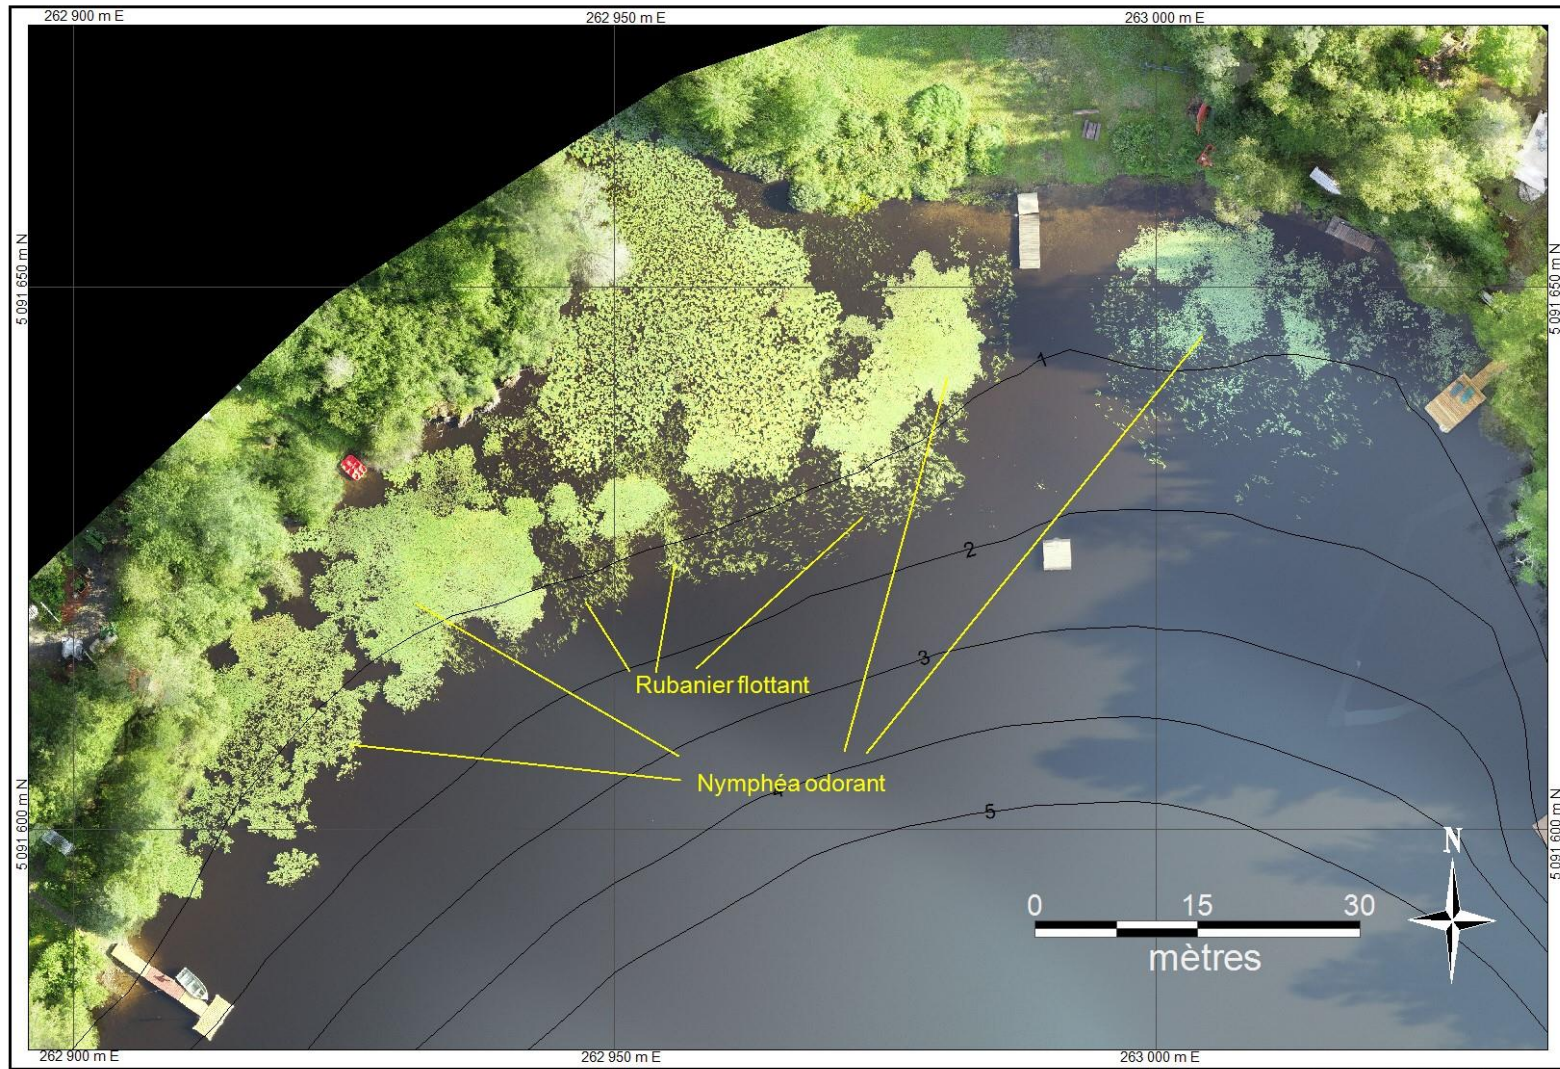 262 900 m E
262 950 m E
263 000 m E
5 091 650 m N
5 091 650 m N
1
2
3
Rubanier flottant
Nymphéa odorant
4
5
5 091 600 m N
5 091 600 m N
N
0 15 30
mètres
262 900 m E
262 950 m E
263 000 m E